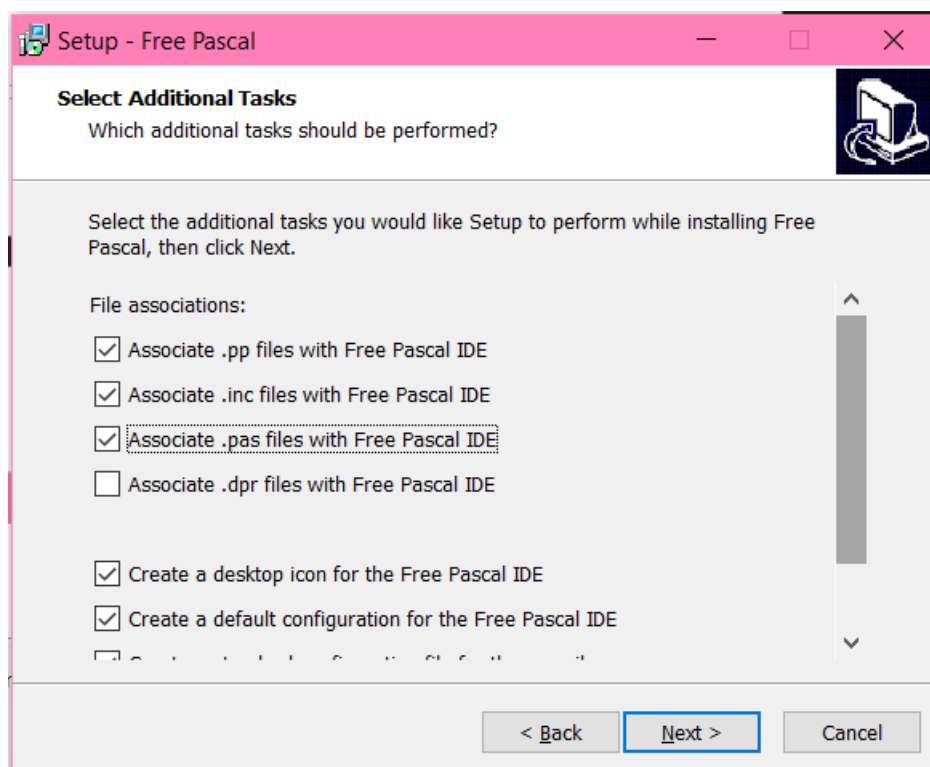 Setup - Free Pascal
Select Additional Tasks
Which additional tasks should be performed?
Select the additional tasks you would like Setup to perform while installing Free
Pascal, then click Next.
File associations:
Associate .pp files with Free Pascal IDE
Associate .inc files with Free Pascal IDE
Associate .pas files with Free Pascal IDE
Associate .dpr files with Free Pascal IDE
Create a desktop icon for the Free Pascal IDE
Create a default configuration for the Free Pascal IDE
< Back
Next >
Cancel